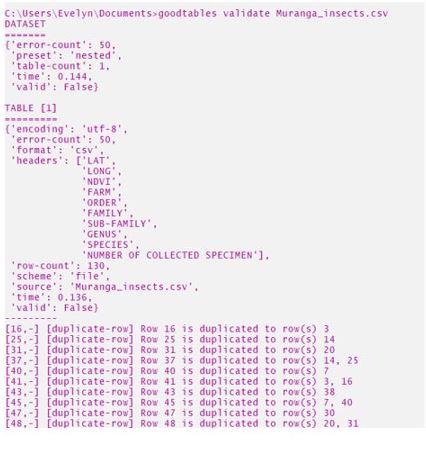 C:\Users\Evelyn\Documents>goodtables validate Muranga_insects.csv
DATASET
=======
{'error-count': 50,
'preset': 'nested',
'table-count': 1,
'time': 0.144,
'valid': False}
TABLE [1]
=========
{'encoding': 'utf-8',
'error-count': 50,
'format': 'csv',
'headers': ['LAT',
'LONG',
'NDVI',
'FARM',
'ORDER',
'FAMILY',
'SUB-FAMILY',
'GENUS',
'SPECIES',
'NUMBER OF COLLECTED SPECIMEN'],
'row-count': 130,
'scheme': 'file',
'source': 'Muranga_insects.csv',
'time': 0.136,
'valid': False}
---------
[16,-] [duplicate-row] Row 16 is duplicated to row(s) 3
[25,-] [duplicate-row] Row 25 is duplicated to row(s) 14
[31,-] [duplicate-row] Row 31 is duplicated to row(s) 20
[37,-] [duplicate-row] Row 37 is duplicated to row(s) 14, 25
[40,-] [duplicate-row] Row 40 is duplicated to row(s) 7
[41,-] [duplicate-row] Row 41 is duplicated to row(s) 3, 16
[43,-] [duplicate-row] Row 43 is duplicated to row(s) 38
[45,-] [duplicate-row] Row 45 is duplicated to row(s) 7, 40
[47,-] [duplicate-row] Row 47 is duplicated to row(s) 30
[48,-] [duplicate-row] Row 48 is duplicated to row(s) 20, 31